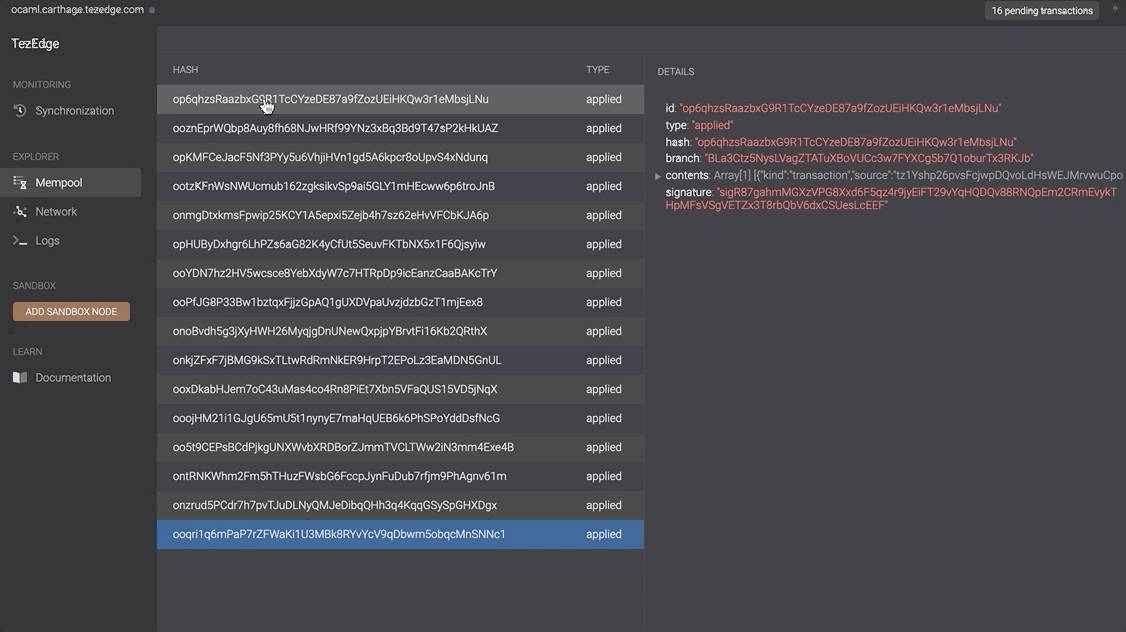 ocaml.carthage.tezedge.com
16 pending transactions
TezEdge
MONITORING
Synchronization
EXPLORER
Mempool
Network
Logs
SANDBOX
ADD SANDBOX NODE
LEARN
Documentation
HASH TYPE
op6qhzsRaazbxG9R1TcCYzeDE87a9fZozUEiHKQw3r1eMbsjLNu applied
ooznEprWQbp8Auy8fh68NJwHRf99YNz3xBq3Bd9T47sP2kHkUAZ applied
opKMFCeJacF5Nf3PYy5u6VhjiHVn1gd5A6kpcr8oUpvS4xNdunq applied
ootzKFnWsNWUcmub162zgksikvSp9ai5GLY1mHEcww6p6troJnB applied
onmgDtxkmsFpwip25KCY1A5epxi5Zejb4h7sz62eHvVFCbKJA6p applied
opHUByDxhgr6LhPZs6aG82K4yCfUt5SeuvFKTbNX5x1F6Qjsyiw applied
ooYDN7hz2HV5wcsce8YebXdyW7c7HTRpDp9icEanzCaaBAKcTrY applied
ooPfJG8P33Bw1bztqxFjjzGpAQ1gUXDVpaUvzjdzbGzT1mjEex8 applied
onoBvdh5g3jXyHWH26MyqjgDnUNewQxpjpYBrvtFi16Kb2QRthX applied
onkjZFxF7jBMG9kSxTLtwRdRmNkER9HrpT2EPoLz3EaMDN5GnUL applied
ooxDkabHJem7oC43uMas4co4Rn8PiEt7Xbn5VFaQUS15VD5jNqX applied
ooojHM21i1GJgU65mU5t1nynyE7maHqUEB6k6PhSPoYddDsfNcG applied
oo5t9CEPsBCdPjkgUNXWvbXRDBorZJmmTVCLTWw2iN3mm4Exe4B applied
ontRNKWhm2Fm5hTHuzFWsbG6FccpJynFuDub7rfjm9PhAgnv61m applied
onzrud5PCdr7h7pvTJuDLNyQMJeDibqQHh3q4KqqGSySpGHXDgx applied
ooqri1q6mPaP7rZFWaKi1U3MBk8RYvYcV9qDbwm5obqcMnSNNc1 applied
DETAILS
id: "op6qhzsRaazbxG9R1TcCYzeDE87a9fZozUEiHKQw3r1eMbsjLNu"
type: "applied"
hash: "op6qhzsRaazbxG9R1TcCYzeDE87a9fZozUEiHKQw3r1eMbsjLNu"
branch: "BLa3Ctz5NysLVagZTATuXBoVUCc3w7FYXCg5b7Q1oburTx3RKJb"
contents: Array[1] [{"kind":"transaction","source":"tz1Yshp26pvsFcjwpDQvoLdHsWEJMrvwuCpo
signature: "sigR87gahmMGXzVPG8Xxd6F5qz4r9jyEiFT29vYqHQDQv88RNQpEm2CRmEvykT
HpMFsVSgVETZx3T8rbQbV6dxCSUesLcEEF"